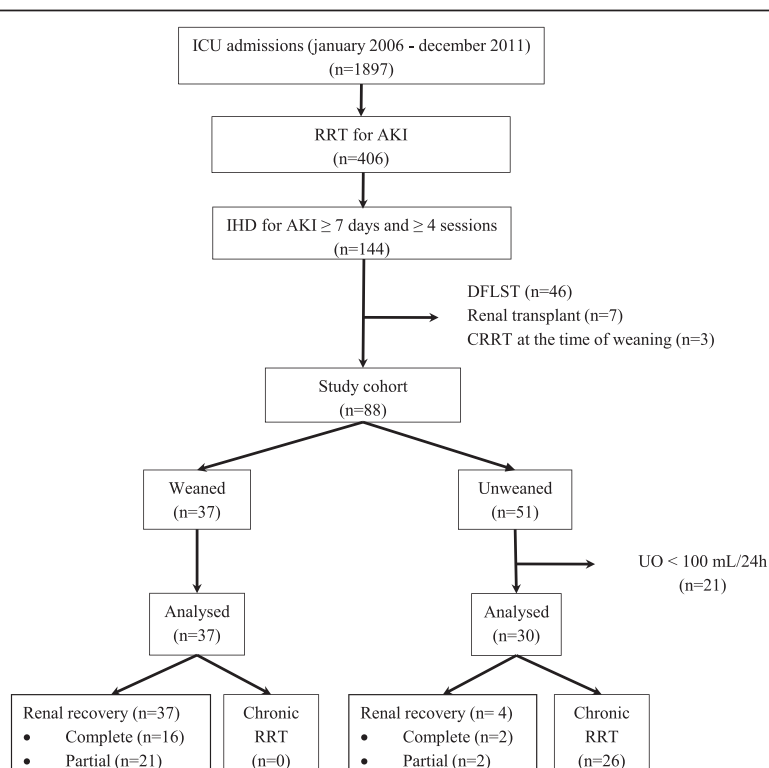 ICU admissions (january 2006 - december 2011)
(n=1897)
RRT for AKI
(n=406)
IHD for AKI ≥ 7 days and ≥ 4 sessions
(n=144)
DFLST (n=46)
Renal transplant (n=7)
CRRT at the time of weaning (n=3)
Study cohort
(n=88)
Weaned
(n=37)
Unweaned
(n=51)
UO < 100 mL/24h
(n=21)
Analysed
(n=37)
Analysed
(n=30)
Renal recovery (n=37)
• Complete (n=16)
• Partial (n=21)
Chronic
RRT
(n=0)
Renal recovery (n= 4)
• Complete (n=2)
• Partial (n=2)
Chronic
RRT
(n=26)